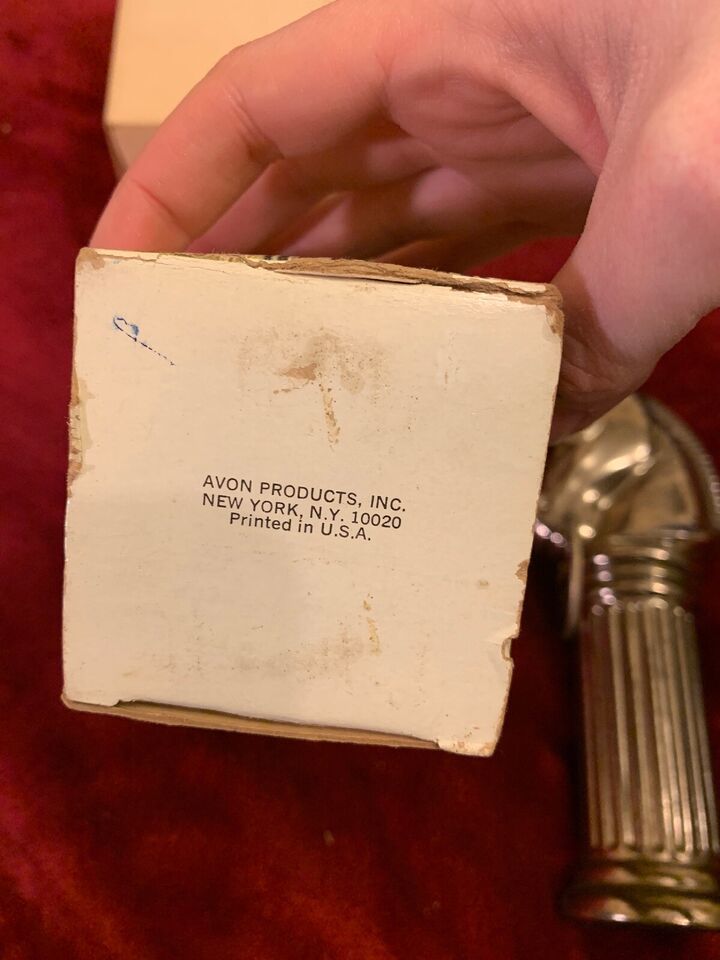 AVON PRODUCTS, INC.
NEW YORK, N.Y. 10020
Printed in U.S.A.